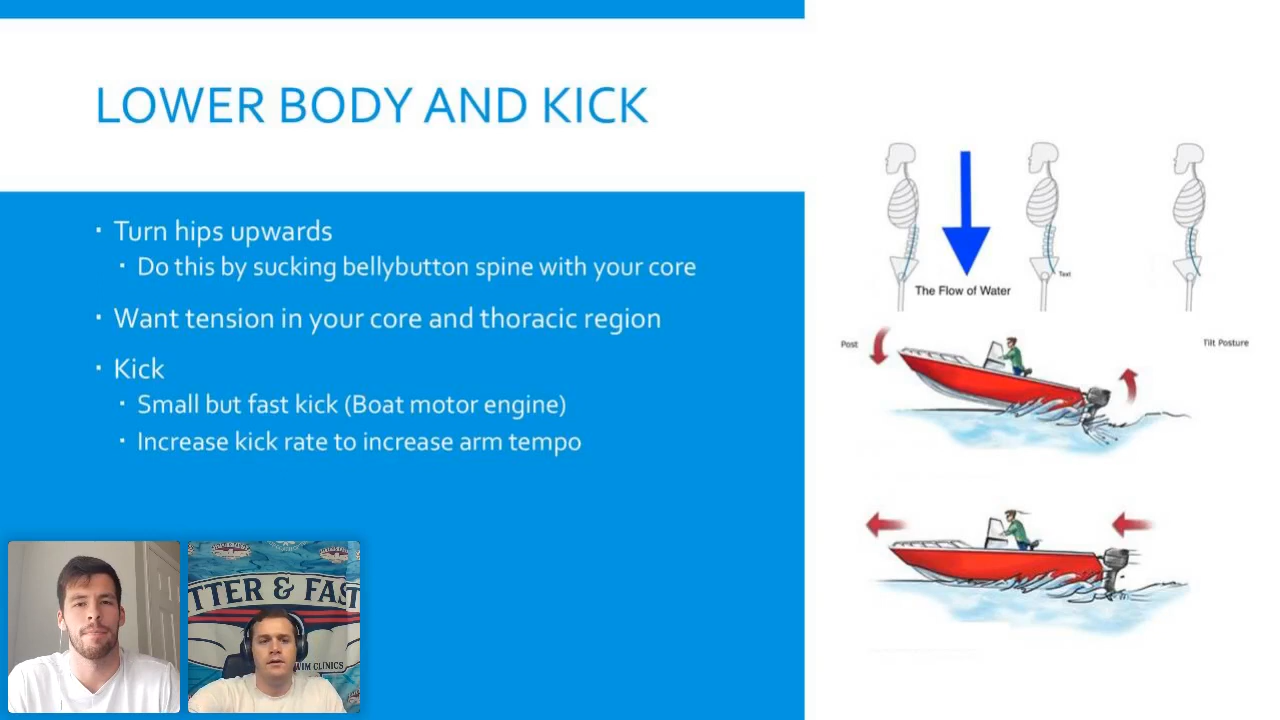 LOWER BODY AND KICK
Turn hips upwards
Do this by sucking bellybutton spine with your core
Want tension in your core and thoracic region
Kick
Small but fast kick (Boat motor engine)
Increase kick rate to increase arm tempo
Text
The Flow of Water
Post
Tilt Posture
TTER & FAST
WIM CLINICS